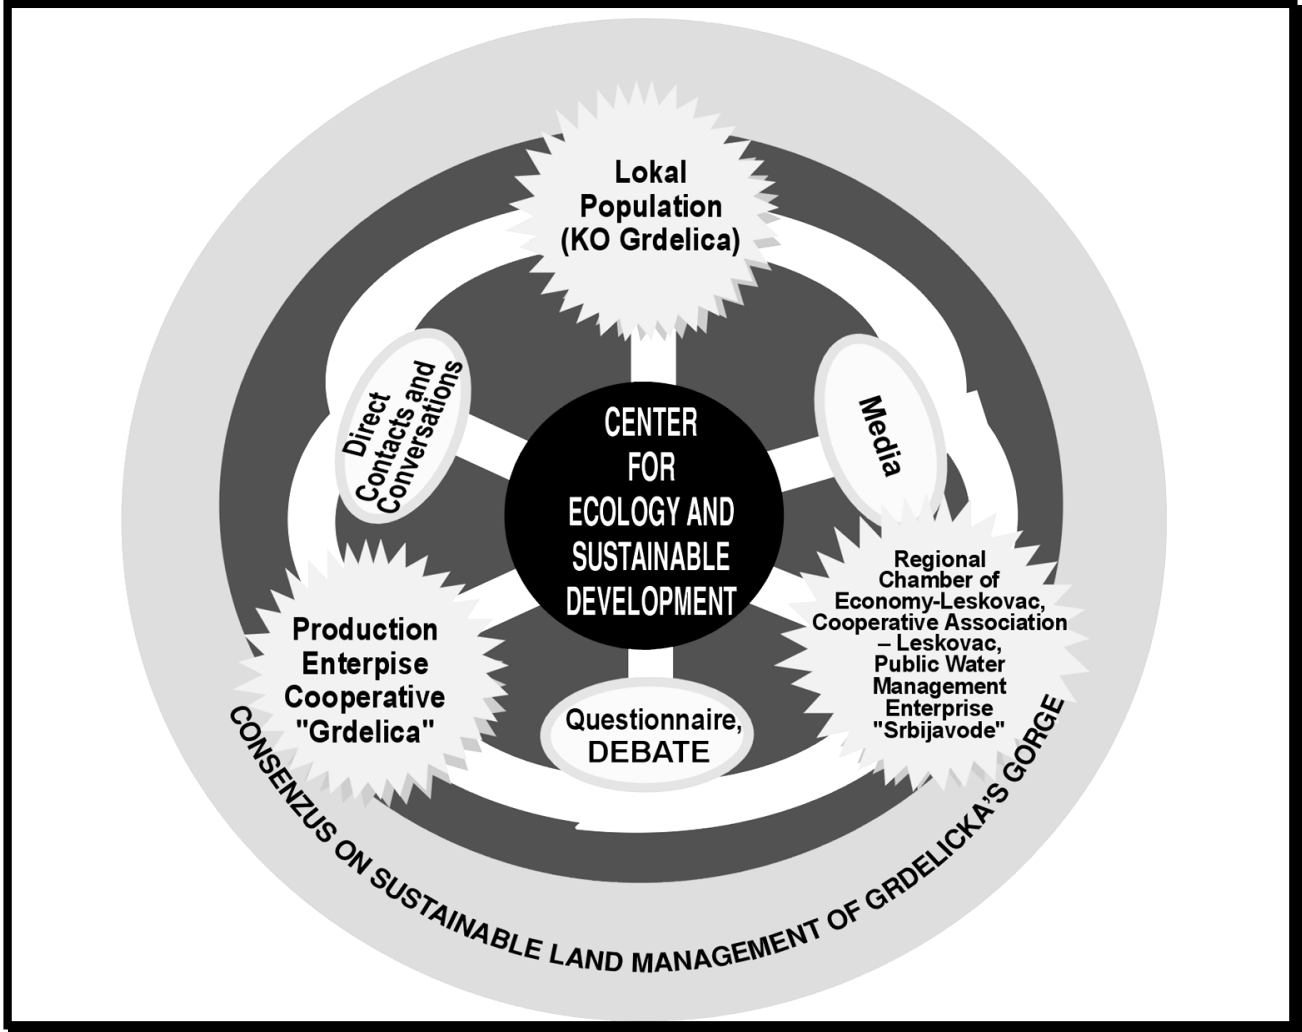 Lokal
Population
(KO Grdelica)
Direct
Contacts and
Conversations
Media
CENTER
FOR
ECOLOGY AND
SUSTAINABLE
DEVELOPMENT
Production
Enterpise
Cooperative
"Grdelica"
Questionnaire,
DEBATE
Regional
Chamber of
Economy-Leskovac,
Cooperative Association
– Leskovac,
Public Water
Management
Enterprise
"Srbijavode"
CONSENZUS ON SUSTAINABLE LAND MANAGEMENT OF GRDELICKA'S GORGE